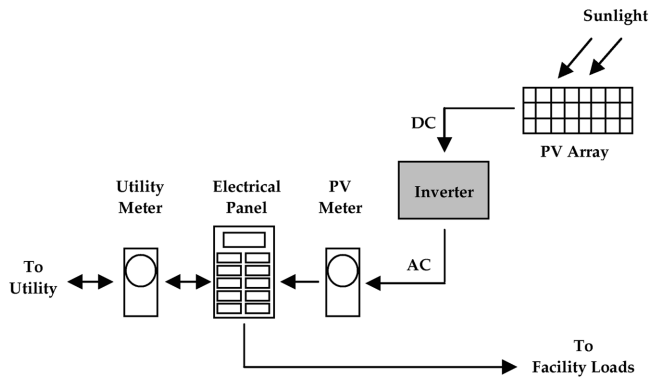 Sunlight
DC
PV Array
Inverter
Utility
Meter
Electrical
Panel
PV
Meter
AC
To
Utility
To
Facility Loads